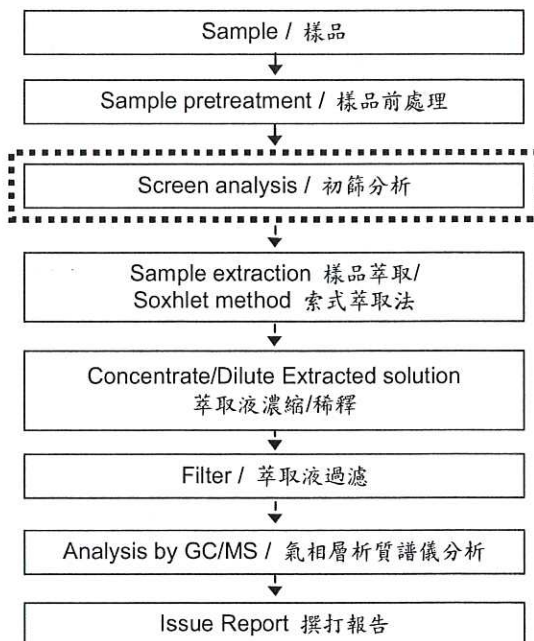 Sample / 樣品
Sample pretreatment / 樣品前處理
Screen analysis / 初篩分析
Sample extraction 樣品萃取/
Soxhlet method 索式萃取法
Concentrate/Dilute Extracted solution
萃取液濃縮/稀釋
Filter / 萃取液過濾
Analysis by GC/MS / 氣相層析質譜儀分析
Issue Report 撰打報告